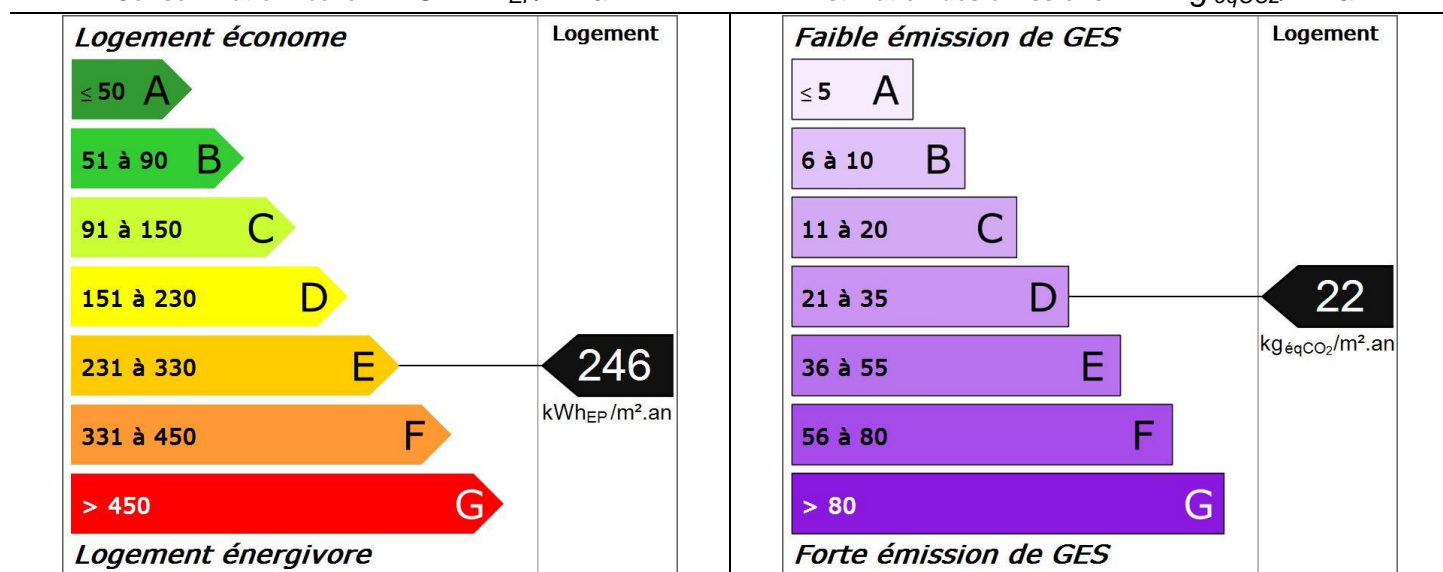 Logement économe
Logement
≤ 50 A
51 à 90 B
91 à 150 C
151 à 230 D
231 à 330 E
246
kWhEP/m².an
331 à 450 F
> 450 G
Logement énergivore
Faible émission de GES
Logement
≤ 5 A
6 à 10 B
11 à 20 C
21 à 35 D
22
kgéqCO₂/m².an
36 à 55 E
56 à 80 F
> 80 G
Forte émission de GES